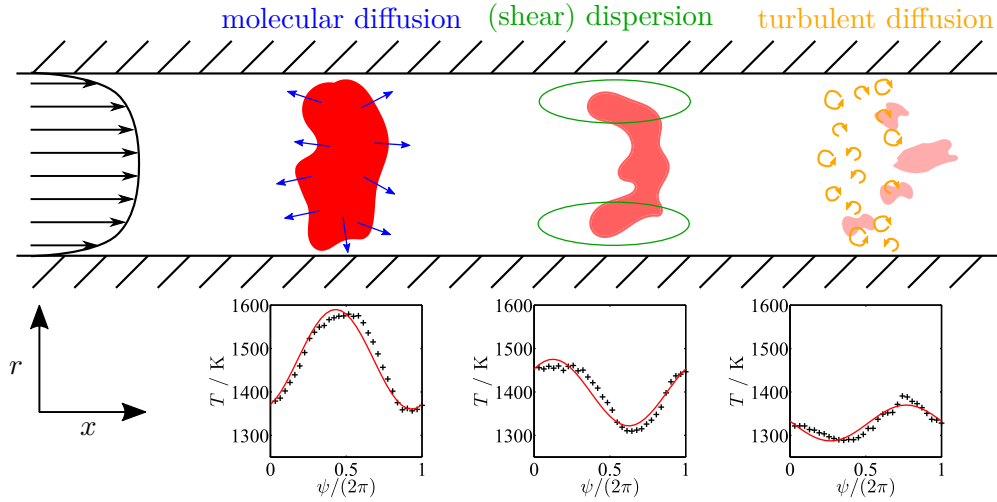 molecular diffusion
(shear) dispersion
turbulent diffusion
r
x
T / K
1600
1500
1400
1300
0
0.5
1
ψ/(2π)
T / K
1600
1500
1400
1300
0
0.5
1
ψ/(2π)
T / K
1600
1500
1400
1300
0
0.5
1
ψ/(2π)